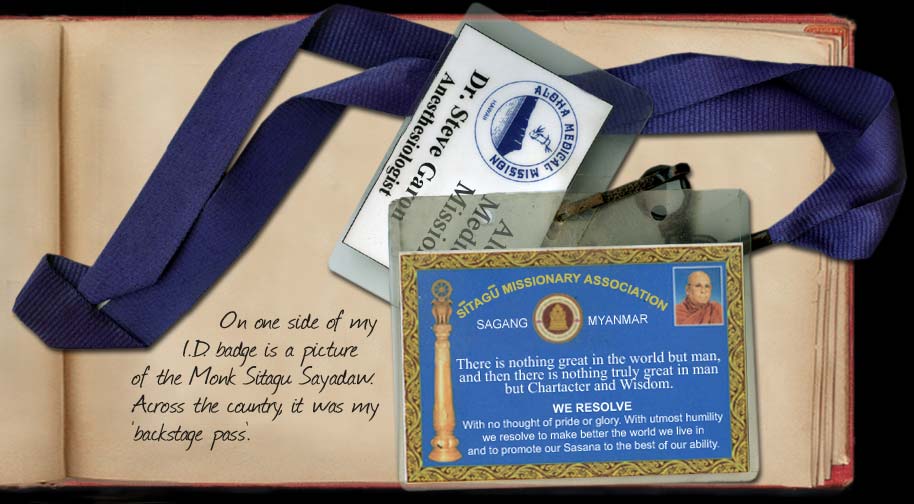 Dr. Steve Garon
Anesthesiologist
ALOHA MEDICAL MISSION
HAWAII
Medi
Missio
SITAGU MISSIONARY ASSOCIATION
SAGANG MYANMAR
There is nothing great in the world but man,
and then there is nothing truly great in man
but Chartacter and Wisdom.
WE RESOLVE
With no thought of pride or glory. With utmost humility
we resolve to make better the world we live in
and to promote our Sasana to the best of our ability.
On one side of my
I.D. badge is a picture
of the Monk Sitagu Sayadaw.
Across the country, it was my
'backstage pass'.